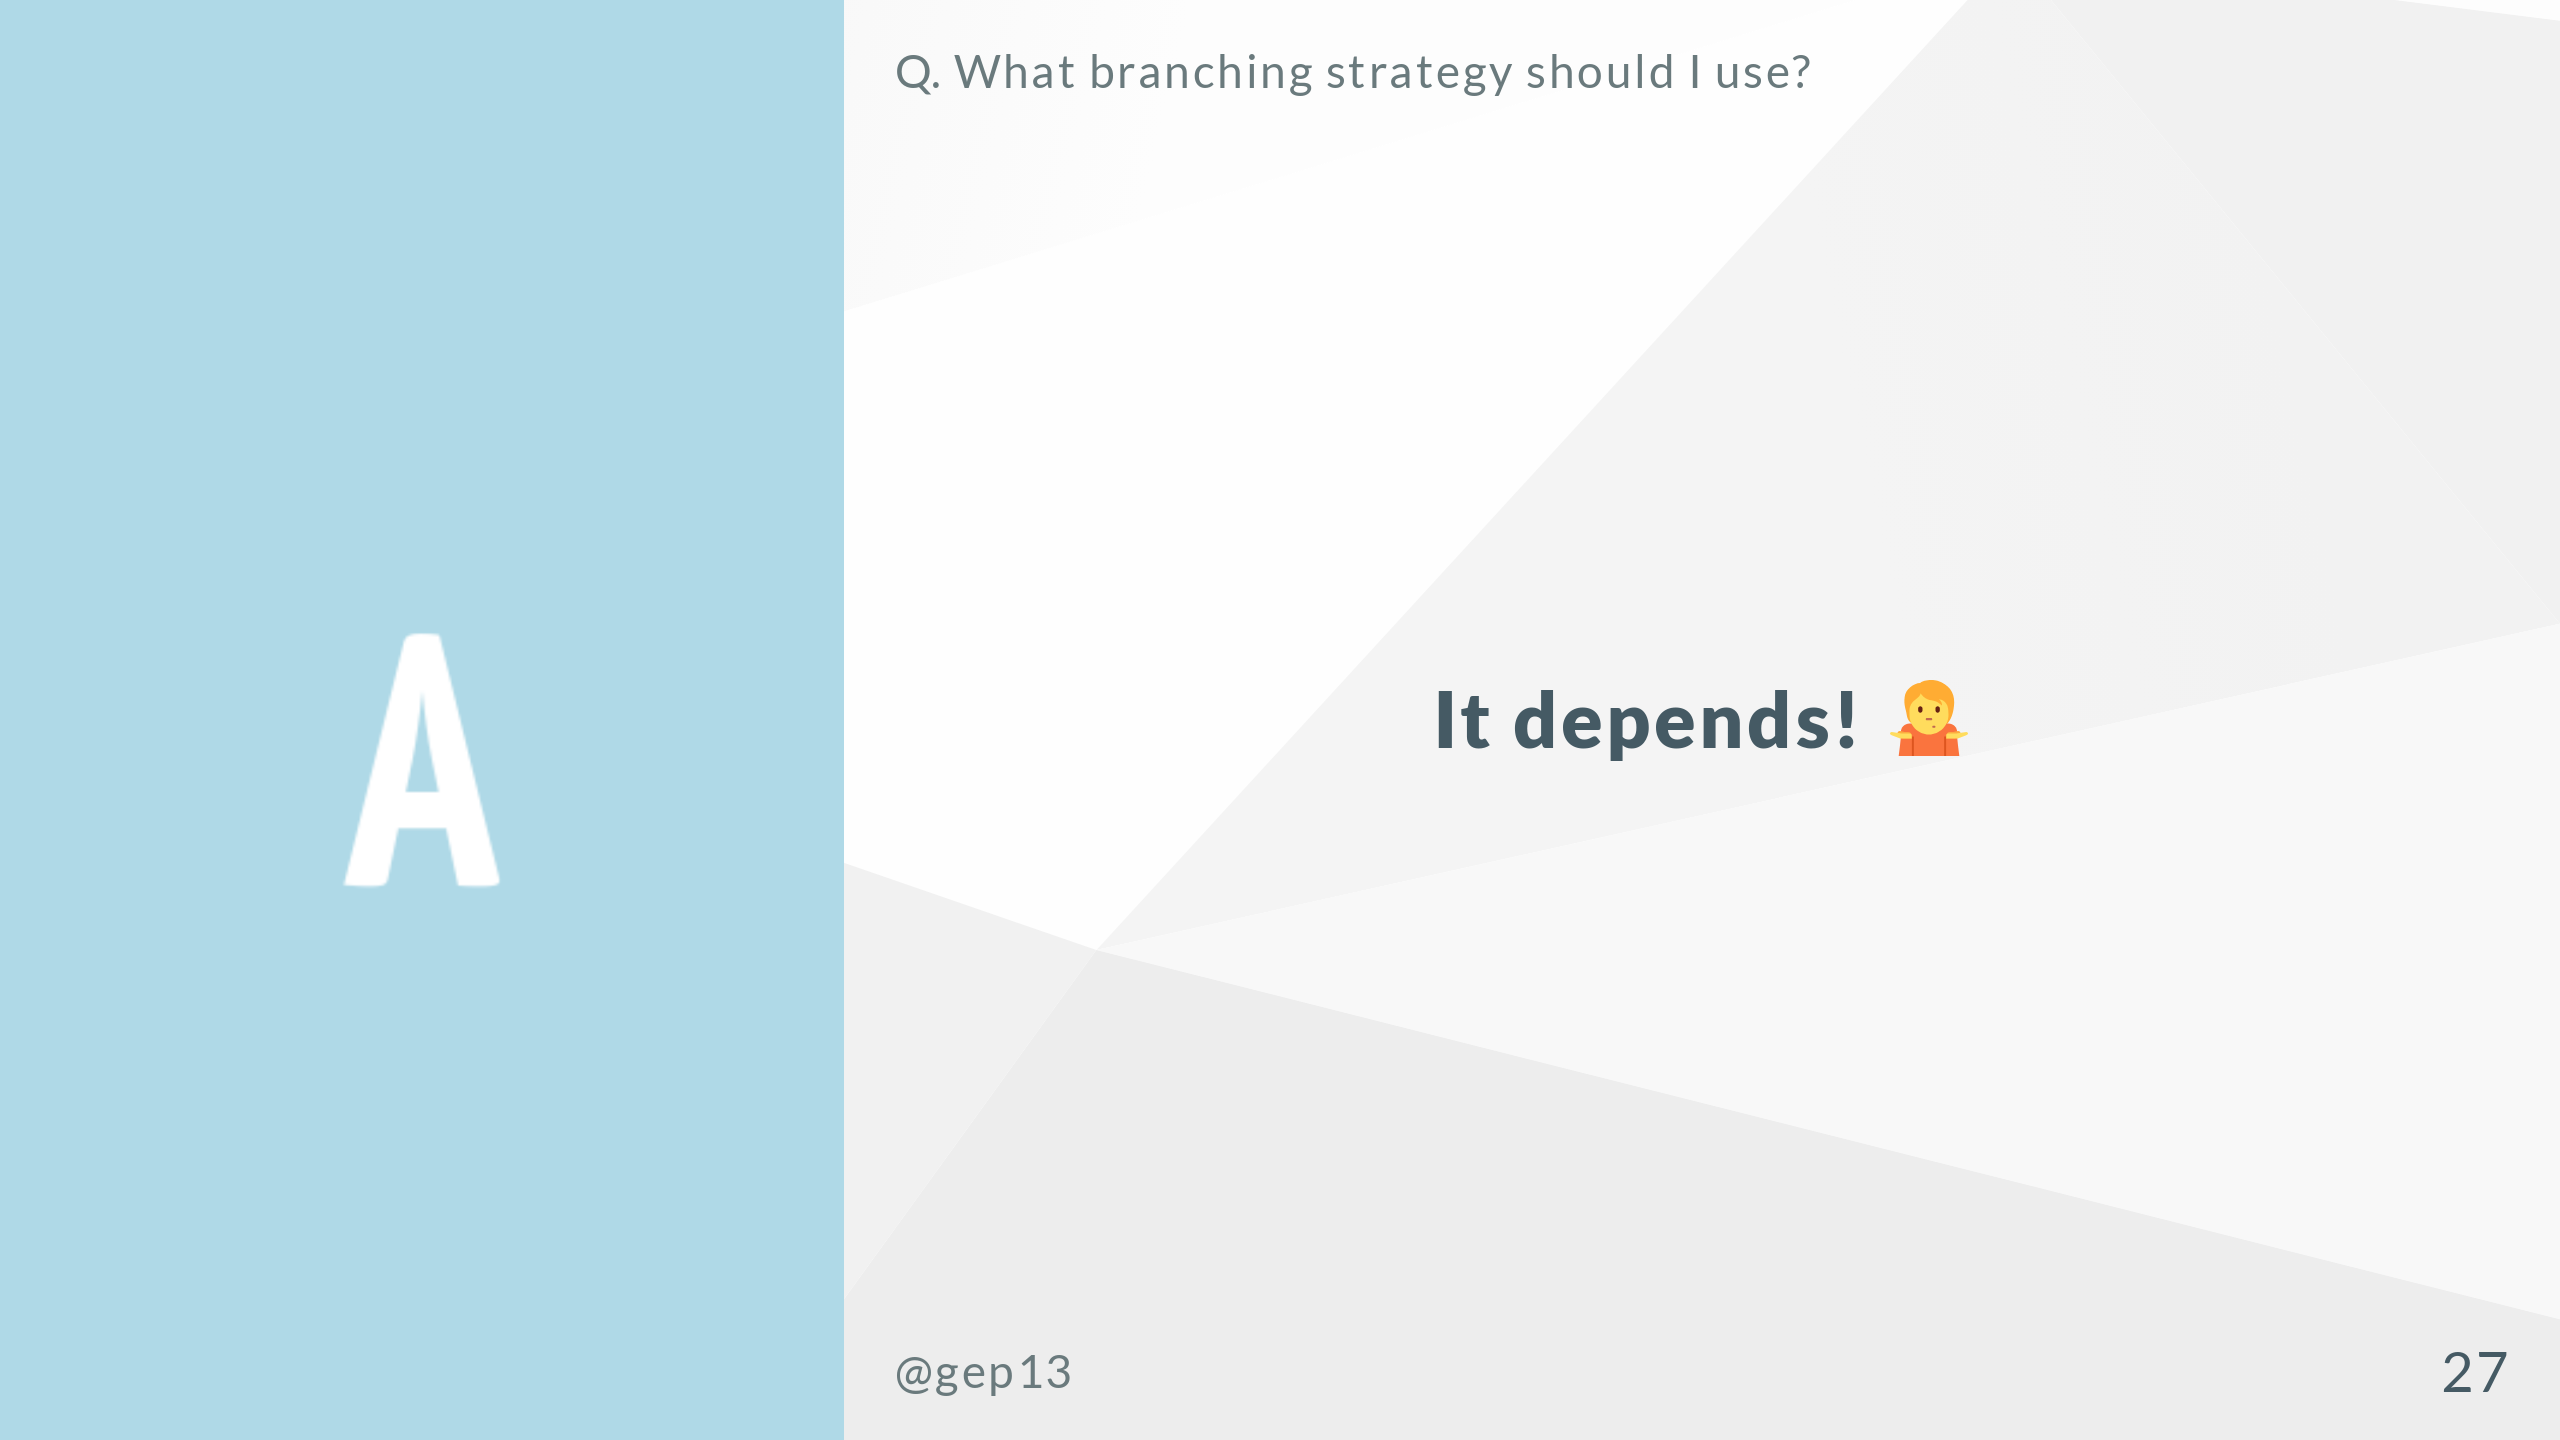 Q. What branching strategy should I use?
A
It depends! 🤷
@gep13
27